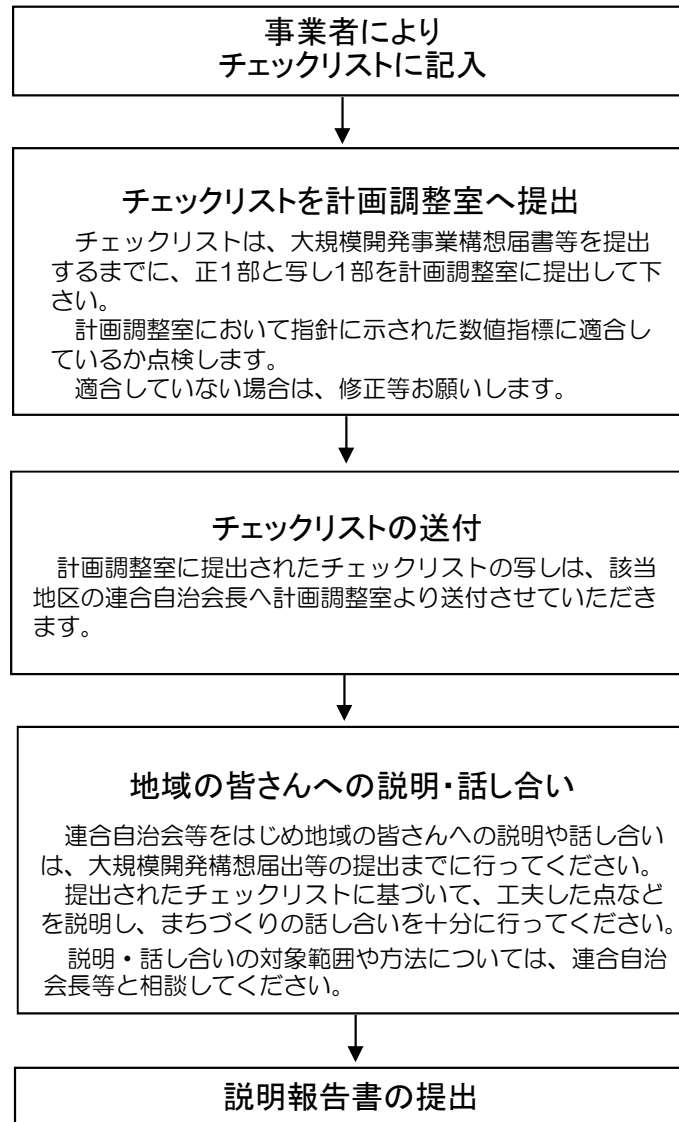 事業者により
チェックリストに記入
チェックリストを計画調整室へ提出
チェックリストは、大規模開発事業構想届書等を提出
するまでに、正1部と写し1部を計画調整室に提出して下
さい。
計画調整室において指針に示された数値指標に適合し
ているか点検します。
適合していない場合は、修正等お願いします。
チェックリストの送付
計画調整室に提出されたチェックリストの写しは、該当
地区の連合自治会長へ計画調整室より送付させていただき
ます。
地域の皆さんへの説明・話し合い
連合自治会等をはじめ地域の皆さんへの説明や話し合い
は、大規模開発構想届出等の提出までに行ってください。
提出されたチェックリストに基づいて、工夫した点など
を説明し、まちづくりの話し合いを十分に行ってください。
説明・話し合いの対象範囲や方法については、連合自治
会長等と相談してください。
説明報告書の提出